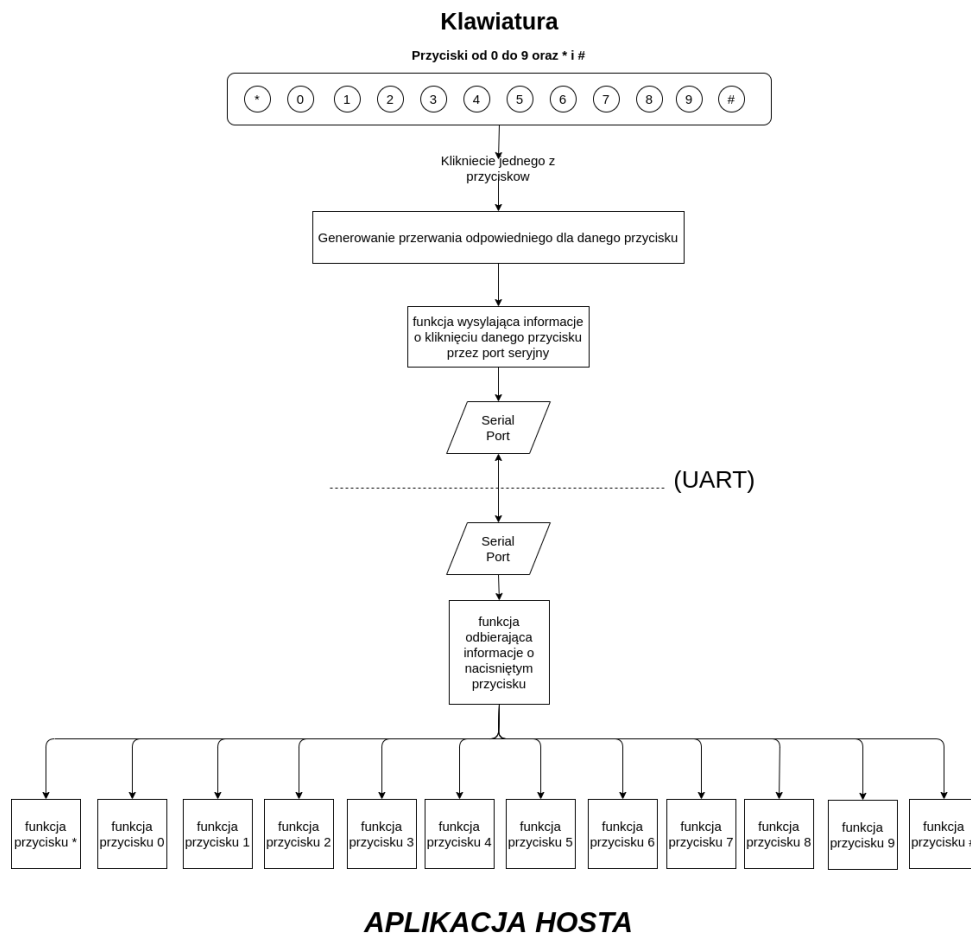 Klawiatura
Przyciski od 0 do 9 oraz * i #
* 0 1 2 3 4 5 6 7 8 9 #
Klikniecie jednego z
przyciskow
Generowanie przerwania odpowiedniego dla danego przycisku
funkcja wysylająca informacje
o kliknięciu danego przycisku
przez port seryjny
Serial
Port
(UART)
Serial
Port
funkcja
odbierająca
informacje o
nacisniętym
przycisku
funkcja
przycisku *
funkcja
przycisku 0
funkcja
przycisku 1
funkcja
przycisku 2
funkcja
przycisku 3
funkcja
przycisku 4
funkcja
przycisku 5
funkcja
przycisku 6
funkcja
przycisku 7
funkcja
przycisku 8
funkcja
przycisku 9
funkcja
przycisku #
APLIKACJA HOSTA